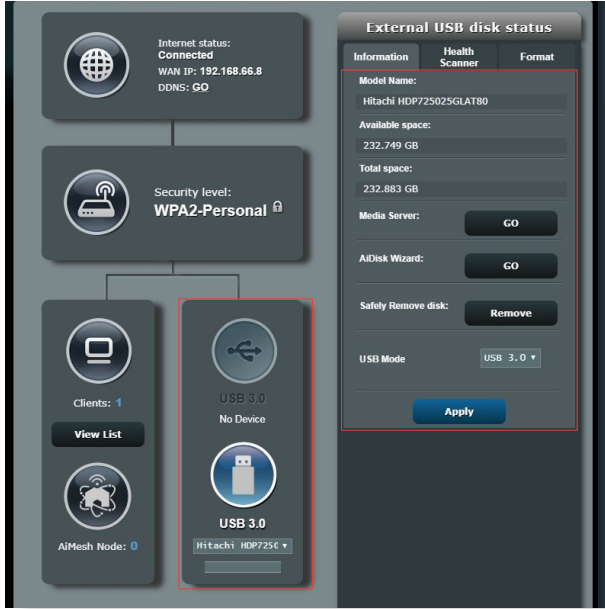 Internet status:
Connected
WAN IP: 192.168.66.8
DDNS: GO
Security level:
WPA2-Personal
Clients: 1
View List
AiMesh Node: 0
USB 3.0
No Device
USB 3.0
Hitachi HDP725(
External USB disk status
Information
Health
Scanner
Format
Model Name:
Hitachi HDP725025GLAT80
Available space:
232.749 GB
Total space:
232.883 GB
Media Server:
GO
AiDisk Wizard:
GO
Safely Remove disk:
Remove
USB Mode
USB 3.0
Apply